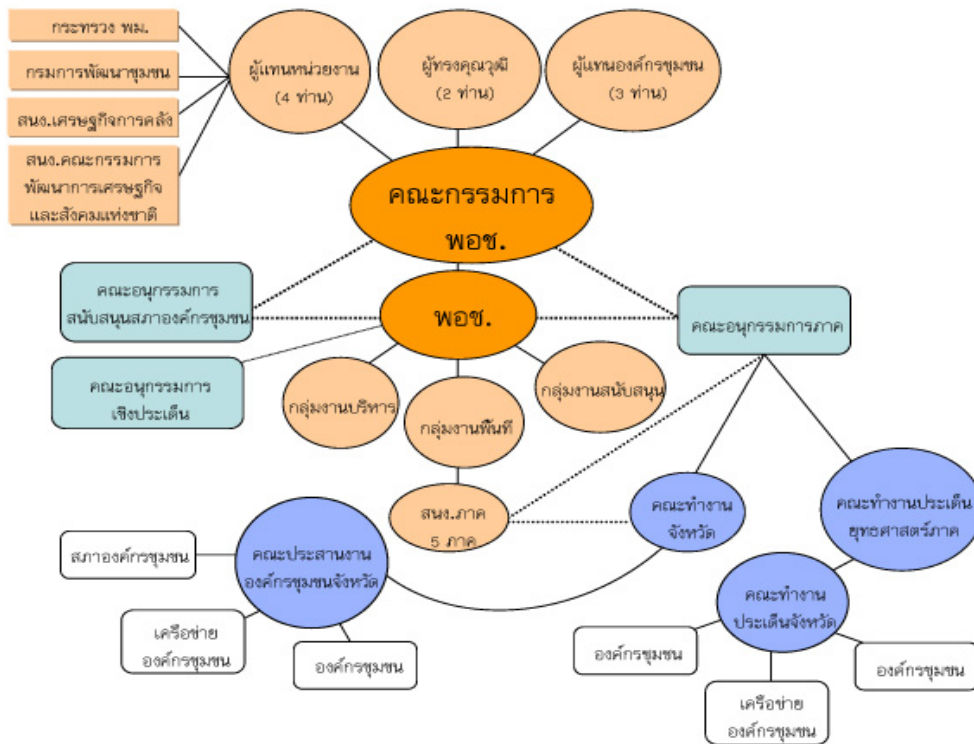 กระทรวง พม.
กรมการพัฒนาชุมชน
สนง.เศรษฐกิจการคลัง
สนง.คณะกรรมการ
พัฒนาการเศรษฐกิจ
และสังคมแห่งชาติ
ผู้แทนหน่วยงาน
(4 ท่าน)
ผู้ทรงคุณวุฒิ
(2 ท่าน)
ผู้แทนองค์กรชุมชน
(3 ท่าน)
คณะกรรมการ
พอช.
คณะอนุกรรมการ
สนับสนุนสภาองค์กรชุมชน
พอช.
คณะอนุกรรมการภาค
คณะอนุกรรมการ
เชิงประเด็น
กลุ่มงานบริหาร
กลุ่มงานพื้นที่
กลุ่มงานสนับสนุน
สนง.ภาค
5 ภาค
คณะทำงาน
จังหวัด
คณะทำงานประเด็น
ยุทธศาสตร์ภาค
สภาองค์กรชุมชน
คณะประสานงาน
องค์กรชุมชนจังหวัด
เครือข่าย
องค์กรชุมชน
องค์กรชุมชน
คณะทำงาน
ประเด็นจังหวัด
องค์กรชุมชน
เครือข่าย
องค์กรชุมชน
องค์กรชุมชน